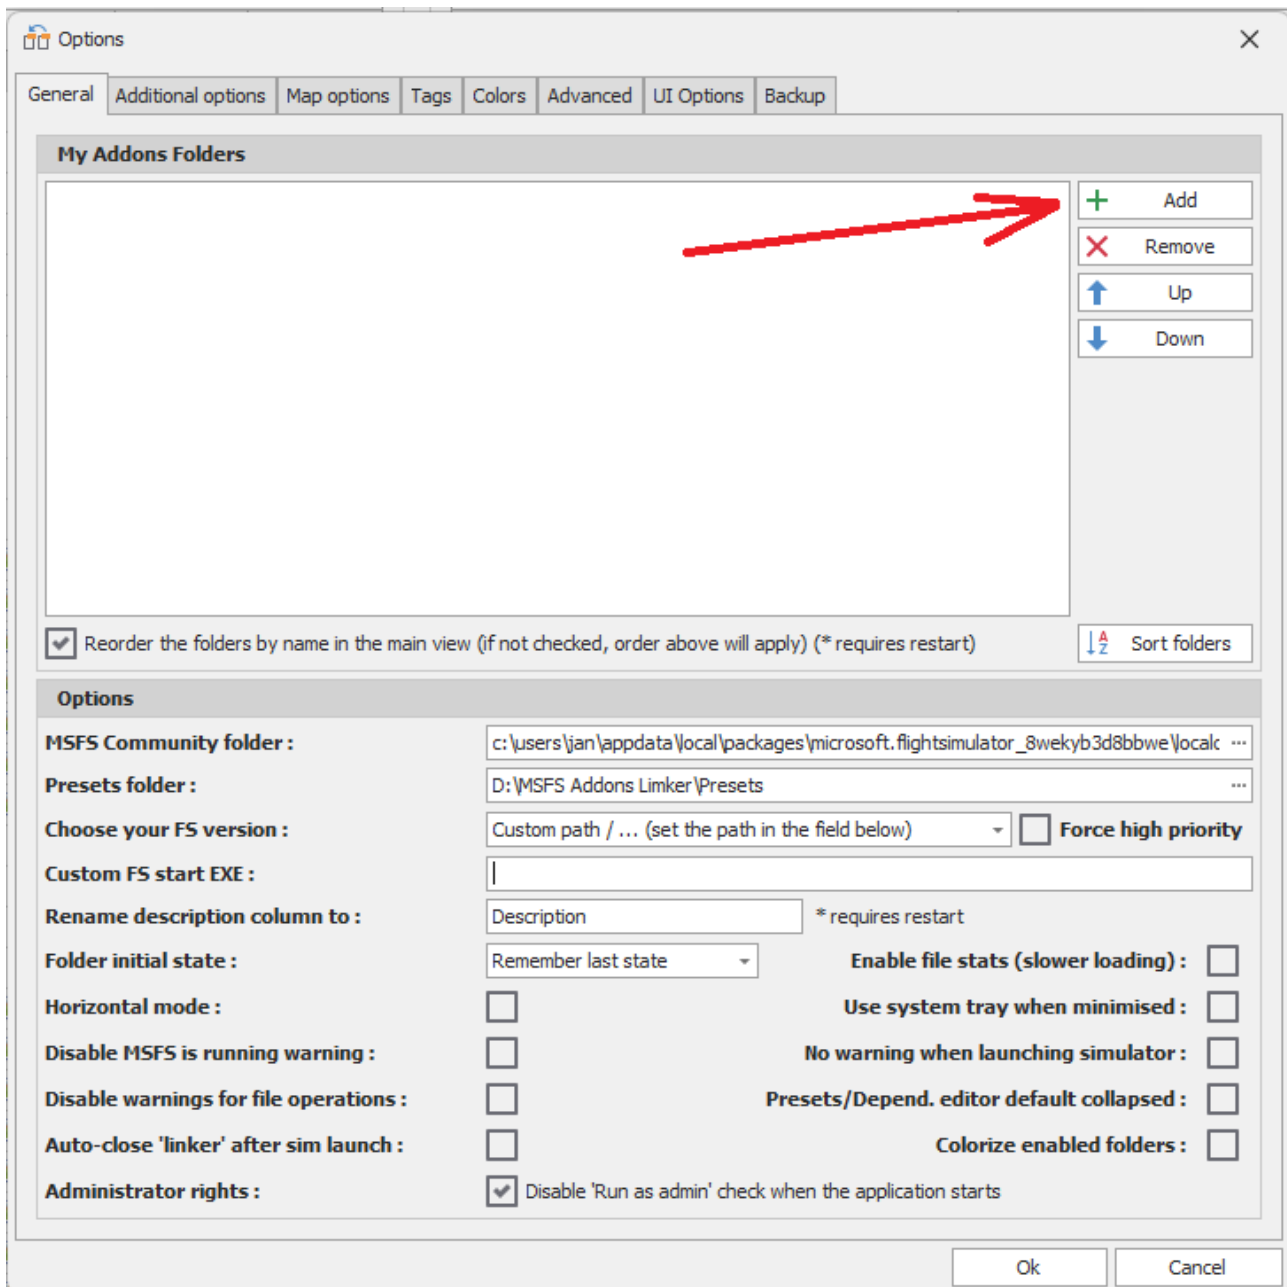 Options
General Additional options Map options Tags Colors Advanced UI Options Backup
My Addons Folders
Add
Remove
Up
Down
Reorder the folders by name in the main view (if not checked, order above will apply) (* requires restart)
Sort folders
Options
MSFS Community folder : c:\users\jan\appdata\local\packages\microsoft.flightsimulator_8wekyb3d8bbwe\localc ...
Presets folder : D:\MSFS Addons Limker\Presets ...
Choose your FS version : Custom path / ... (set the path in the field below) Force high priority
Custom FS start EXE :
Rename description column to : Description * requires restart
Folder initial state : Remember last state Enable file stats (slower loading) :
Horizontal mode : Use system tray when minimised :
Disable MSFS is running warning : No warning when launching simulator :
Disable warnings for file operations : Presets/Depend. editor default collapsed :
Auto-close 'linker' after sim launch : Colorize enabled folders :
Administrator rights : Disable 'Run as admin' check when the application starts
Ok Cancel